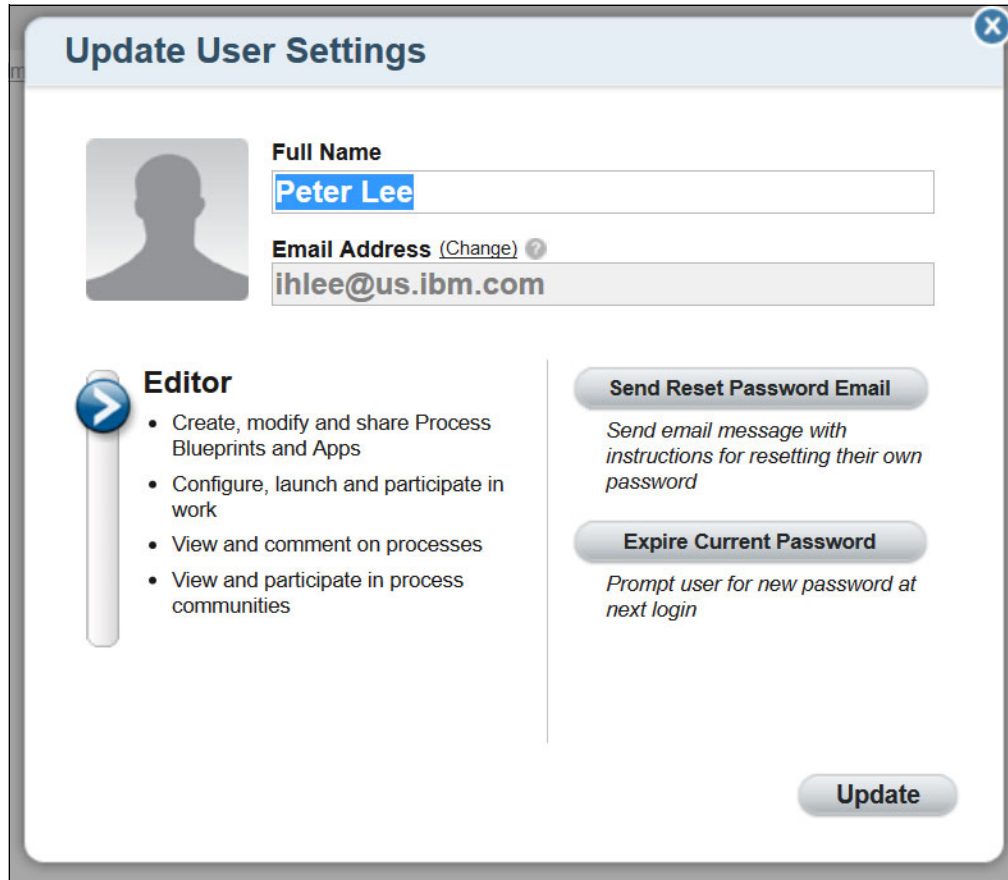 Update User Settings
m
Full Name
Peter Lee
Email Address (Change) ?
ihlee@us.ibm.com
Editor
• Create, modify and share Process
Blueprints and Apps
• Configure, launch and participate in
work
• View and comment on processes
• View and participate in process
communities
Send Reset Password Email
Send email message with
instructions for resetting their own
password
Expire Current Password
Prompt user for new password at
next login
Update